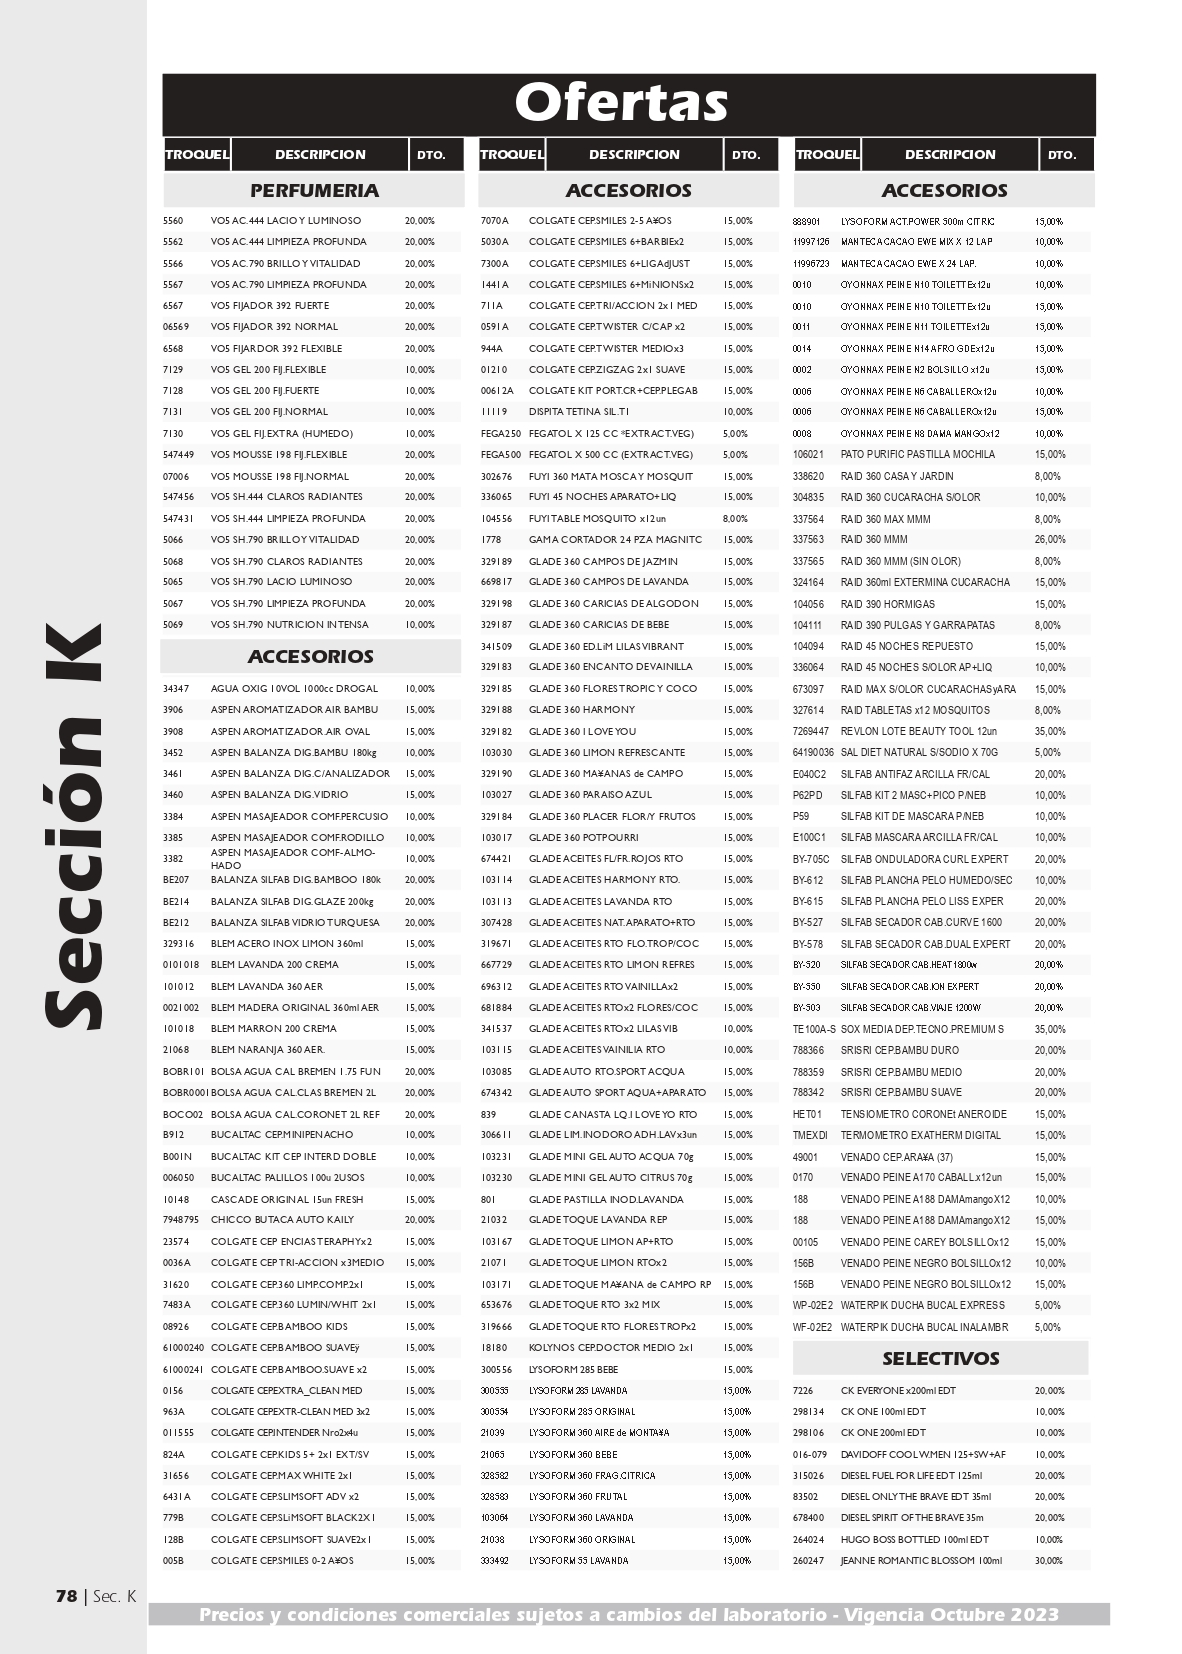 Ofertas
TROQUEL DESCRIPCION DTO.
PERFUMERIA
5560 VO5 AC.444 LACIO Y LUMINOSO 20,00%
5562 VO5 AC.444 LIMPIEZA PROFUNDA 20,00%
5566 VO5 AC.790 BRILLO Y VITALIDAD 20,00%
5567 VO5 AC.790 LIMPIEZA PROFUNDA 20,00%
6567 VO5 FIJADOR 392 FUERTE 20,00%
06569 VO5 FIJADOR 392 NORMAL 20,00%
6568 VO5 FIJARDOR 392 FLEXIBLE 20,00%
7129 VO5 GEL 200 FIJ.FLEXIBLE 10,00%
7128 VO5 GEL 200 FIJ.FUERTE 10,00%
7131 VO5 GEL 200 FIJ.NORMAL 10,00%
7130 VO5 GEL FIJ.EXTRA (HUMEDO) 10,00%
547449 VO5 MOUSSE 198 FIJ.FLEXIBLE 20,00%
07006 VO5 MOUSSE 198 FIJ.NORMAL 20,00%
547456 VO5 SH.444 CLAROS RADIANTES 20,00%
547431 VO5 SH.444 LIMPIEZA PROFUNDA 20,00%
5066 VO5 SH.790 BRILLO Y VITALIDAD 20,00%
5068 VO5 SH.790 CLAROS RADIANTES 20,00%
5065 VO5 SH.790 LACIO LUMINOSO 20,00%
5067 VO5 SH.790 LIMPIEZA PROFUNDA 20,00%
5069 VO5 SH.790 NUTRICION INTENSA 10,00%
ACCESORIOS
34347 AGUA OXIG 10VOL 1000cc DROGAL 10,00%
3906 ASPEN AROMATIZADOR AIR BAMBU 15,00%
3908 ASPEN AROMATIZADOR.AIR OVAL 15,00%
3452 ASPEN BALANZA DIG.BAMBU 180kg 10,00%
3461 ASPEN BALANZA DIG.C/ANALIZADOR 15,00%
3460 ASPEN BALANZA DIG.VIDRIO 15,00%
3384 ASPEN MASAJEADOR COMF.PERCUSIO 10,00%
3385 ASPEN MASAJEADOR COMF.RODILLO 10,00%
3382 ASPEN MASAJEADOR COMF-ALMO-
HADO 10,00%
BE207 BALANZA SILFAB DIG.BAMBOO 180k 20,00%
BE214 BALANZA SILFAB DIG.GLAZE 200kg 20,00%
BE212 BALANZA SILFAB VIDRIO TURQUESA 20,00%
329316 BLEM ACERO INOX LIMON 360ml 15,00%
0101018 BLEM LAVANDA 200 CREMA 15,00%
101012 BLEM LAVANDA 360 AER 15,00%
0021002 BLEM MADERA ORIGINAL 360ml AER 15,00%
101018 BLEM MARRON 200 CREMA 15,00%
21068 BLEM NARANJA 360 AER. 15,00%
BOBR101 BOLSA AGUA CAL BREMEN 1.75 FUN 20,00%
BOBR0001 BOLSA AGUA CAL.CLAS BREMEN 2L 20,00%
BOCO02 BOLSA AGUA CAL.CORONET 2L REF 20,00%
B912 BUCALTAC CEP.MINIPENACHO 10,00%
B001N BUCALTAC KIT CEP INTERD DOBLE 10,00%
006050 BUCALTAC PALILLOS 100u 2USOS 10,00%
10148 CASCADE ORIGINAL 15un FRESH 15,00%
7948795 CHICCO BUTACA AUTO KAILY 20,00%
23574 COLGATE CEP ENCIAS TERAPHYx2 15,00%
0036A COLGATE CEP TRI-ACCION x3MEDIO 15,00%
31620 COLGATE CEP.360 LIMP.COMP.2x1 15,00%
7483A COLGATE CEP.360 LUMIN/WHIT 2x1 15,00%
08926 COLGATE CEP.BAMBOO KIDS 15,00%
61000240 COLGATE CEP.BAMBOO SUAVEÿ 15,00%
61000241 COLGATE CEP.BAMBOO.SUAVE x2 15,00%
0156 COLGATE CEP.EXTRA_CLEAN MED 15,00%
963A COLGATE CEP.EXTR-CLEAN MED 3x2 15,00%
011555 COLGATE CEP.INTENDER Nro2x4u 15,00%
824A COLGATE CEP.KIDS 5+ 2x1 EXT/SV 15,00%
31656 COLGATE CEP.MAX WHITE 2x1 15,00%
6431A COLGATE CEP.SLIMSOFT ADV x2 15,00%
779B COLGATE CEP.SLiMSOFT BLACK2X1 15,00%
128B COLGATE CEP.SLIMSOFT SUAVE2x1 15,00%
005B COLGATE CEP.SMILES 0-2 A¥OS 15,00%
TROQUEL DESCRIPCION DTO.
ACCESORIOS
7070A COLGATE CEP.SMILES 2-5 A¥OS 15,00%
5030A COLGATE CEP.SMILES 6+BARBIEx2 15,00%
7300A COLGATE CEP.SMILES 6+LIGAdJUST 15,00%
1441A COLGATE CEP.SMILES 6+MiNIONSx2 15,00%
711A COLGATE CEP.TRI/ACCION 2x1 MED 15,00%
0591A COLGATE CEP.TWISTER C/CAP x2 15,00%
944A COLGATE CEP.TWISTER MEDIOx3 15,00%
01210 COLGATE CEP.ZIGZAG 2x1 SUAVE 15,00%
00612A COLGATE KIT PORT.CR+CEP.PLEGAB 15,00%
11119 DISPITA TETINA SIL.T1 10,00%
FEGA250 FEGATOL X 125 CC *EXTRACT.VEG) 5,00%
FEGA500 FEGATOL X 500 CC (EXTRACT.VEG) 5,00%
302676 FUYI 360 MATA MOSCA Y MOSQUIT 15,00%
336065 FUYI 45 NOCHES APARATO+LIQ 15,00%
104556 FUYI TABLE MOSQUITO x12un 8,00%
1778 GAMA CORTADOR 24 PZA MAGNITC 15,00%
329189 GLADE 360 CAMPOS DE JAZMIN 15,00%
669817 GLADE 360 CAMPOS DE LAVANDA 15,00%
329198 GLADE 360 CARICIAS DE ALGODON 15,00%
329187 GLADE 360 CARICIAS DE BEBE 15,00%
341509 GLADE 360 ED.LiM LILAS VIBRANT 15,00%
329183 GLADE 360 ENCANTO DE VAINILLA 15,00%
329185 GLADE 360 FLORES TROPIC Y COCO 15,00%
329188 GLADE 360 HARMONY 15,00%
329182 GLADE 360 I LOVE YOU 15,00%
103030 GLADE 360 LIMON REFRESCANTE 15,00%
329190 GLADE 360 MA¥ANAS de CAMPO 15,00%
103027 GLADE 360 PARAISO AZUL 15,00%
329184 GLADE 360 PLACER FLOR/Y FRUTOS 15,00%
103017 GLADE 360 POTPOURRI 15,00%
674421 GLADE ACEITES FL/FR.ROJOS RTO 15,00%
103114 GLADE ACEITES HARMONY RTO. 15,00%
103113 GLADE ACEITES LAVANDA RTO 15,00%
307428 GLADE ACEITES NAT.APARATO+RTO 15,00%
319671 GLADE ACEITES RTO FLO.TROP/COC 15,00%
667729 GLADE ACEITES RTO LIMON REFRES 15,00%
696312 GLADE ACEITES RTO VAINILLAx2 15,00%
681884 GLADE ACEITES RTOx2 FLORES/COC 15,00%
341537 GLADE ACEITES RTOx2 LILAS VIB 10,00%
103115 GLADE ACEITES VAINILIA RTO 10,00%
103085 GLADE AUTO RTO.SPORT ACQUA 15,00%
674342 GLADE AUTO SPORT AQUA+APARATO 15,00%
839 GLADE CANASTA LQ.I LOVE YO RTO 15,00%
306611 GLADE LIM.INODORO ADH.LAVx3un 15,00%
103231 GLADE MINI GEL AUTO ACQUA 70g 15,00%
103230 GLADE MINI GEL AUTO CITRUS 70g 15,00%
801 GLADE PASTILLA INOD.LAVANDA 15,00%
21032 GLADE TOQUE LAVANDA REP 15,00%
103167 GLADE TOQUE LIMON AP+RTO 15,00%
21071 GLADE TOQUE LIMON RTOx2 15,00%
103171 GLADE TOQUE MA¥ANA de CAMPO RP 15,00%
653676 GLADE TOQUE RTO 3x2 MIX 15,00%
319666 GLADE TOQUE RTO FLORES TROPx2 15,00%
18180 KOLYNOS CEP.DOCTOR MEDIO 2x1 15,00%
300556 LYSOFORM 285 BEBE 15,00%
300555 LYSOFORM 285 LAVANDA 15,00%
300554 LYSOFORM 285 ORIGINAL 15,00%
21039 LYSOFORM 360 AIRE de MONTA¥A 15,00%
21065 LYSOFORM 360 BEBE 15,00%
328582 LYSOFORM 360 FRAG.CITRICA 15,00%
328583 LYSOFORM 360 FRUTAL 15,00%
103064 LYSOFORM 360 LAVANDA 15,00%
21038 LYSOFORM 360 ORIGINAL 15,00%
333492 LYSOFORM 55 LAVANDA 15,00%
TROQUEL DESCRIPCION DTO.
ACCESORIOS
888901 LYSOFORM ACT.POWER 500m CITRIC 15,00%
11997126 MANTECA CACAO EWE MIX X 12 LAP 10,00%
11996723 MANTECA CACAO EWE X 24 LAP. 10,00%
0010 OYONNAX PEINE N10 TOILETTEx12u 10,00%
0010 OYONNAX PEINE N10 TOILETTEx12u 15,00%
0011 OYONNAX PEINE N11 TOILETTEx12u 15,00%
0014 OYONNAX PEINE N14 AFRO GDEx12u 15,00%
0002 OYONNAX PEINE N2 BOLSILLO x12u 15,00%
0006 OYONNAX PEINE N6 CABALLEROx12u 10,00%
0006 OYONNAX PEINE N6 CABALLEROx12u 15,00%
0008 OYONNAX PEINE N8 DAMA MANGOx12 10,00%
106021 PATO PURIFIC PASTILLA MOCHILA 15,00%
338620 RAID 360 CASA Y JARDIN 8,00%
304835 RAID 360 CUCARACHA S/OLOR 10,00%
337564 RAID 360 MAX MMM 8,00%
337563 RAID 360 MMM 26,00%
337565 RAID 360 MMM (SIN OLOR) 8,00%
324164 RAID 360ml EXTERMINA CUCARACHA 15,00%
104056 RAID 390 HORMIGAS 15,00%
104111 RAID 390 PULGAS Y GARRAPATAS 8,00%
104094 RAID 45 NOCHES REPUESTO 15,00%
336064 RAID 45 NOCHES S/OLOR AP+LIQ 10,00%
673097 RAID MAX S/OLOR CUCARACHASyARA 15,00%
327614 RAID TABLETAS x12 MOSQUITOS 8,00%
7269447 REVLON LOTE BEAUTY TOOL 12un 35,00%
64190036 SAL DIET NATURAL S/SODIO X 70G 5,00%
E040C2 SILFAB ANTIFAZ ARCILLA FR/CAL 20,00%
P62PD SILFAB KIT 2 MASC+PICO P/NEB 10,00%
P59 SILFAB KIT DE MASCARA P/NEB 10,00%
E100C1 SILFAB MASCARA ARCILLA FR/CAL 10,00%
BY-705C SILFAB ONDULADORA CURL EXPERT 20,00%
BY-612 SILFAB PLANCHA PELO HUMEDO/SEC 10,00%
BY-615 SILFAB PLANCHA PELO LISS EXPER 20,00%
BY-527 SILFAB SECADOR CAB.CURVE 1600 20,00%
BY-578 SILFAB SECADOR CAB.DUAL EXPERT 20,00%
BY-520 SILFAB SECADOR CAB.HEAT1800w 20,00%
BY-550 SILFAB SECADOR CAB.ION EXPERT 20,00%
BY-503 SILFAB SECADOR CAB.VIAJE 1200W 20,00%
TE100A-S SOX MEDIA DEP.TECNO.PREMIUM S 35,00%
788366 SRISRI CEP.BAMBU DURO 20,00%
788359 SRISRI CEP.BAMBU MEDIO 20,00%
788342 SRISRI CEP.BAMBU SUAVE 20,00%
HET01 TENSIOMETRO CORONEt ANEROIDE 15,00%
TMEXDI TERMOMETRO EXATHERM DIGITAL 15,00%
49001 VENADO CEP.ARA¥A (37) 15,00%
0170 VENADO PEINE A170 CABALL.x12un 15,00%
188 VENADO PEINE A188 DAMAmangoX12 10,00%
188 VENADO PEINE A188 DAMAmangoX12 15,00%
00105 VENADO PEINE CAREY BOLSILLOx12 15,00%
156B VENADO PEINE NEGRO BOLSILLOx12 10,00%
156B VENADO PEINE NEGRO BOLSILLOx12 15,00%
WP-02E2 WATERPIK DUCHA BUCAL EXPRESS 5,00%
WF-02E2 WATERPIK DUCHA BUCAL INALAMBR 5,00%
SELECTIVOS
7226 CK EVERYONE x200ml EDT 20,00%
298134 CK ONE 100ml EDT 10,00%
298106 CK ONE 200ml EDT 10,00%
016-079 DAVIDOFF COOL W.MEN 125+SW+AF 10,00%
315026 DIESEL FUEL FOR LIFE EDT 125ml 20,00%
83502 DIESEL ONLY THE BRAVE EDT 35ml 20,00%
678400 DIESEL SPIRIT OF THE BRAVE 35m 20,00%
264024 HUGO BOSS BOTTLED 100ml EDT 10,00%
260247 JEANNE ROMANTIC BLOSSOM 100ml 30,00%
Sección K
78 | Sec. K
Precios y condiciones comerciales sujetos a cambios del laboratorio - Vigencia Octubre 2023